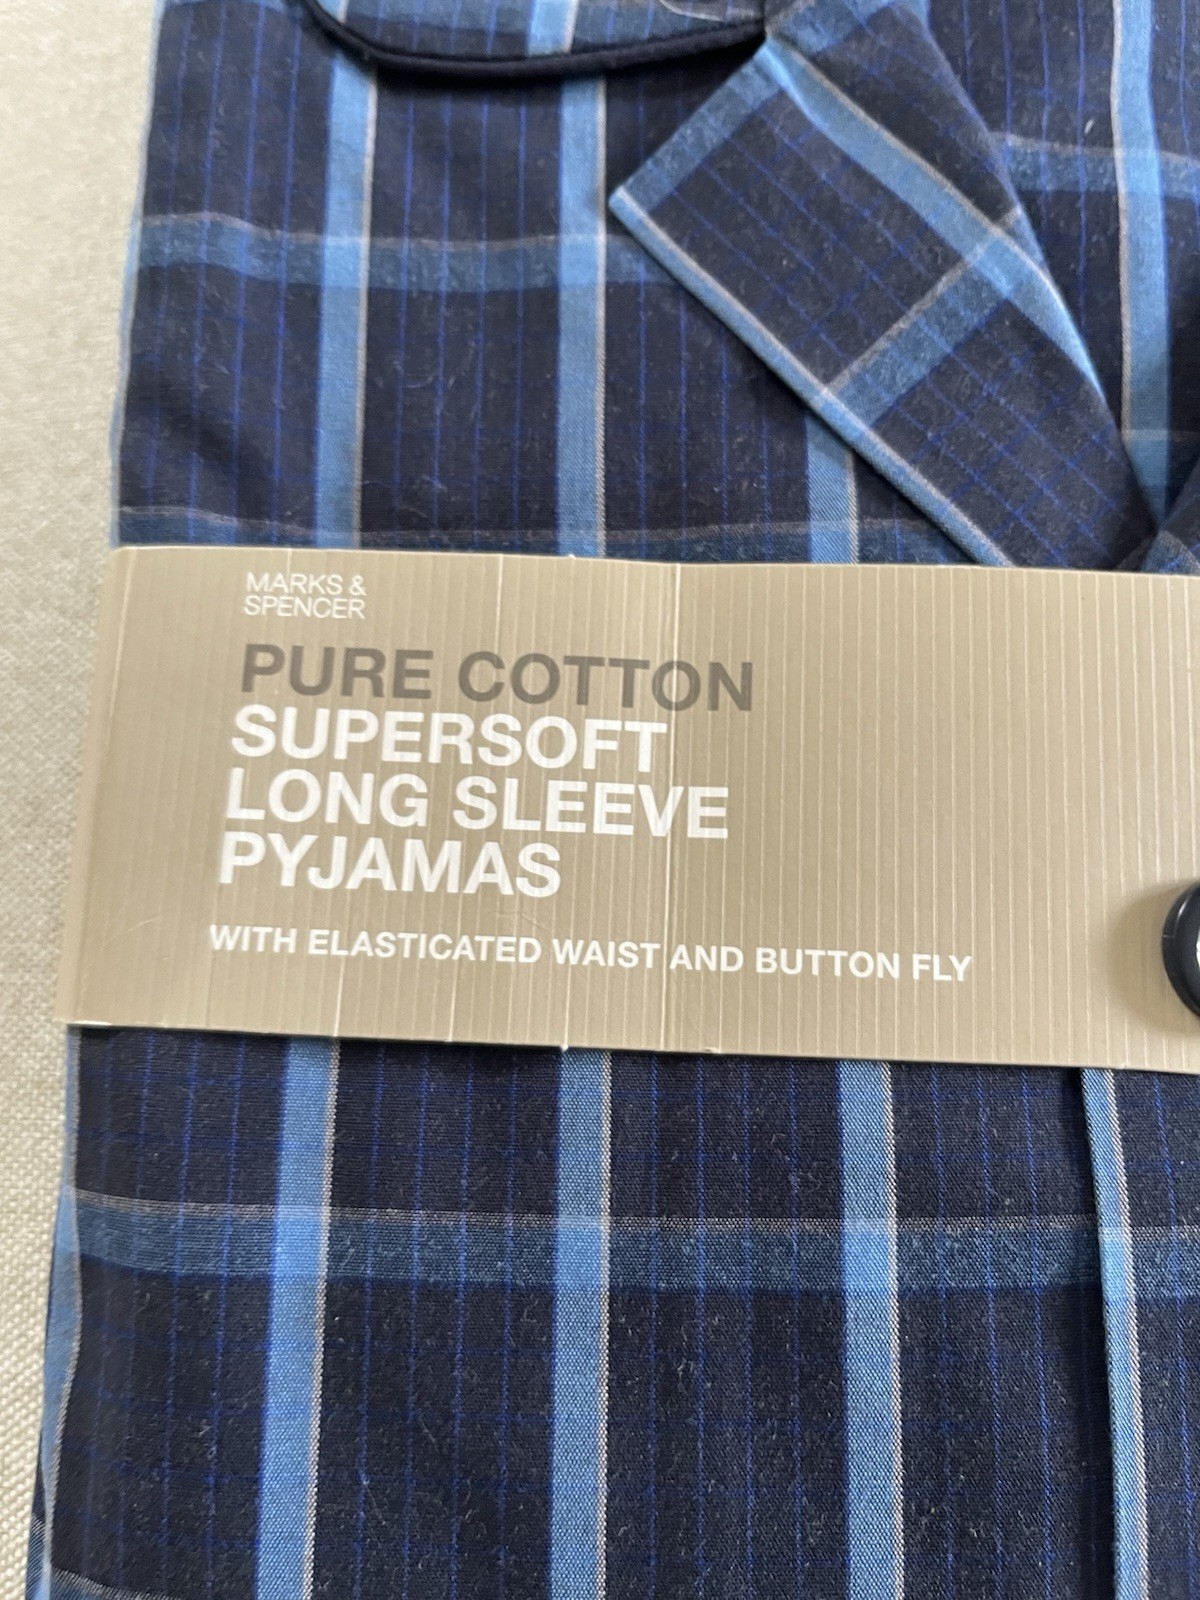 MARKS &
SPENCER
PURE COTTON
SUPERSOFT
LONG SLEEVE
PYJAMAS
WITH ELASTICATED WAIST AND BUTTON FLY